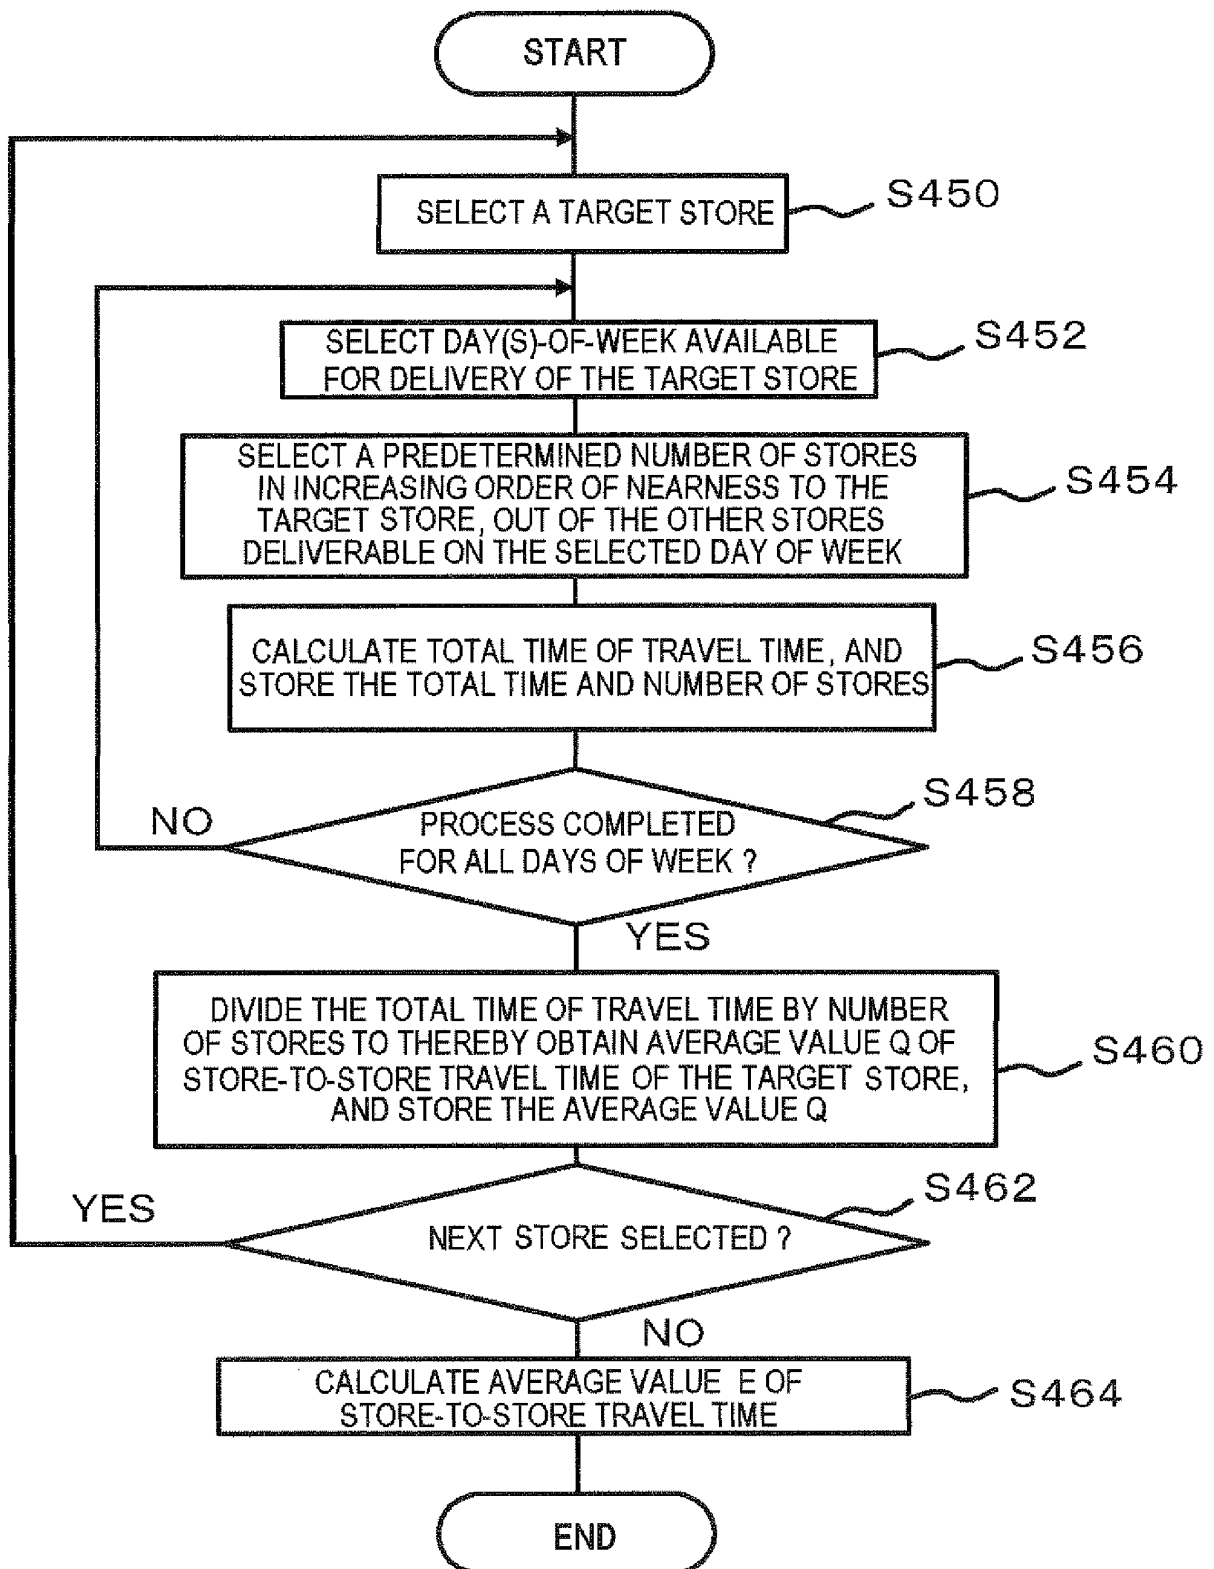 START
SELECT A TARGET STORE
S450
SELECT DAY(S)-OF-WEEK AVAILABLE
FOR DELIVERY OF THE TARGET STORE
S452
SELECT A PREDETERMINED NUMBER OF STORES
IN INCREASING ORDER OF NEARNESS TO THE
TARGET STORE, OUT OF THE OTHER STORES
DELIVERABLE ON THE SELECTED DAY OF WEEK
S454
CALCULATE TOTAL TIME OF TRAVEL TIME, AND
STORE THE TOTAL TIME AND NUMBER OF STORES
S456
PROCESS COMPLETED
FOR ALL DAYS OF WEEK ?
S458
NO
YES
DIVIDE THE TOTAL TIME OF TRAVEL TIME BY NUMBER
OF STORES TO THEREBY OBTAIN AVERAGE VALUE Q OF
STORE-TO-STORE TRAVEL TIME OF THE TARGET STORE,
AND STORE THE AVERAGE VALUE Q
S460
NEXT STORE SELECTED ?
S462
YES
NO
CALCULATE AVERAGE VALUE E OF
STORE-TO-STORE TRAVEL TIME
S464
END